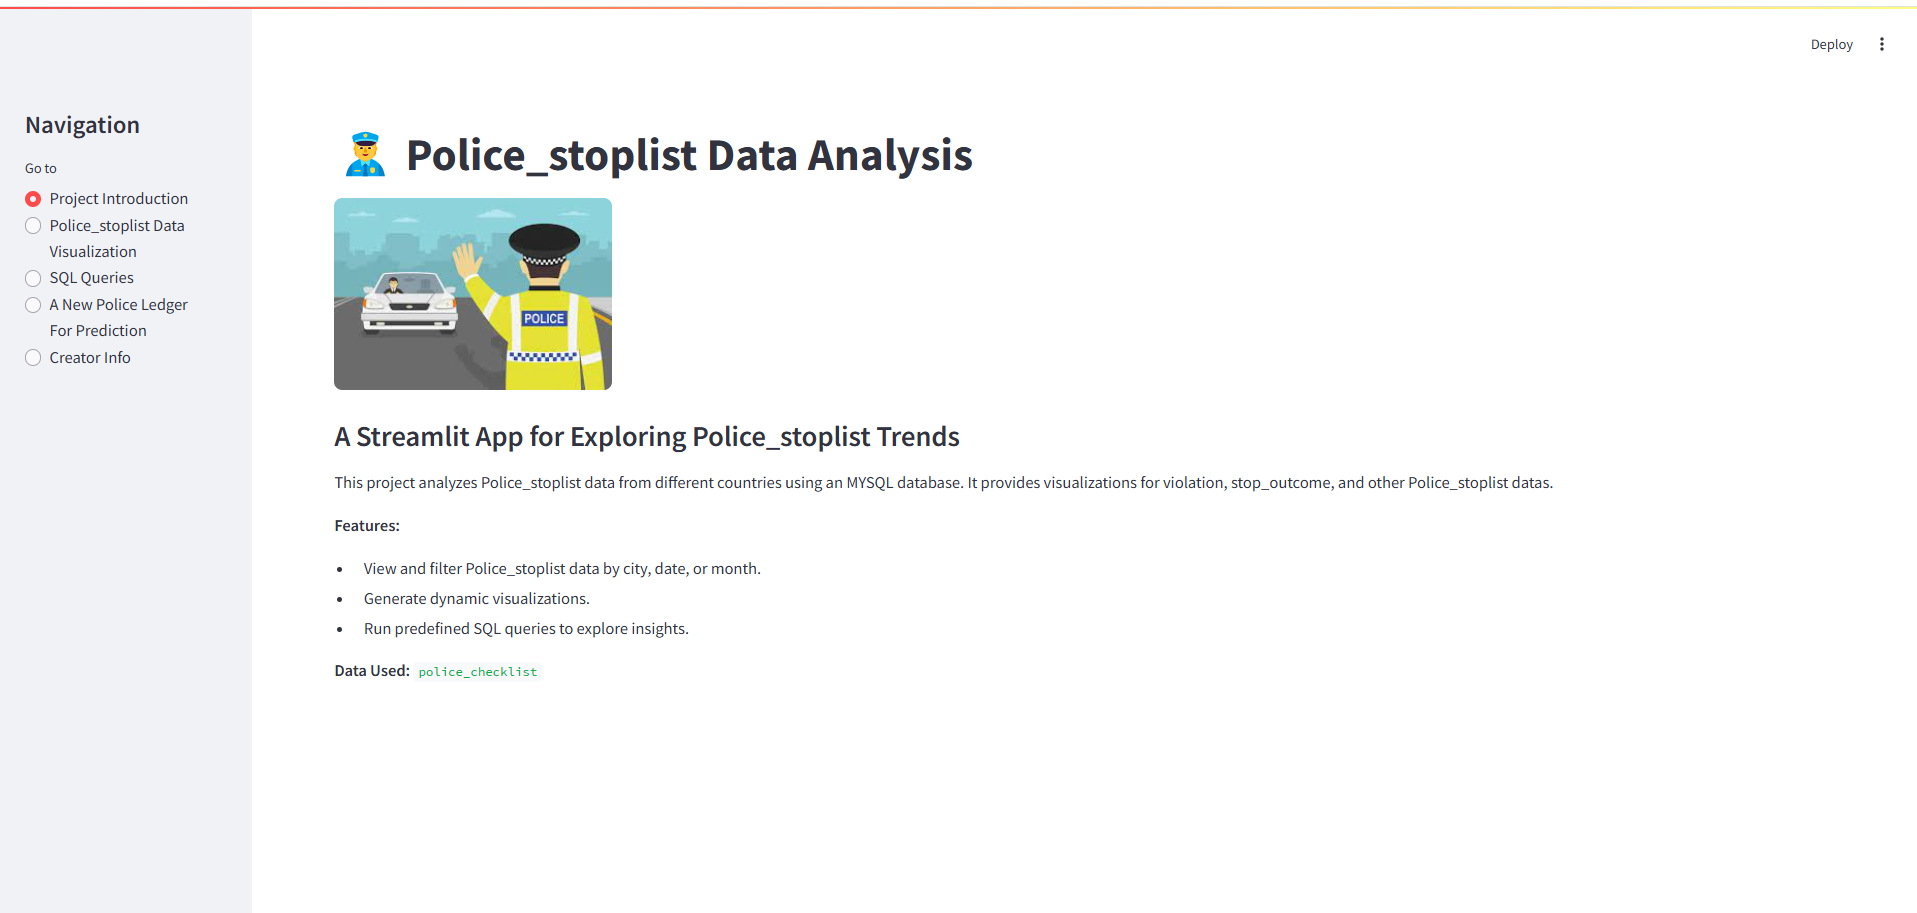 Deploy
Navigation
Go to
Project Introduction
Police_stoplist Data
Visualization
SQL Queries
A New Police Ledger
For Prediction
Creator Info
Police_stoplist Data Analysis
POLICE
A Streamlit App for Exploring Police_stoplist Trends
This project analyzes Police_stoplist data from different countries using an MYSQL database. It provides visualizations for violation, stop_outcome, and other Police_stoplist datas.
Features:
View and filter Police_stoplist data by city, date, or month.
Generate dynamic visualizations.
Run predefined SQL queries to explore insights.
Data Used: police_checklist